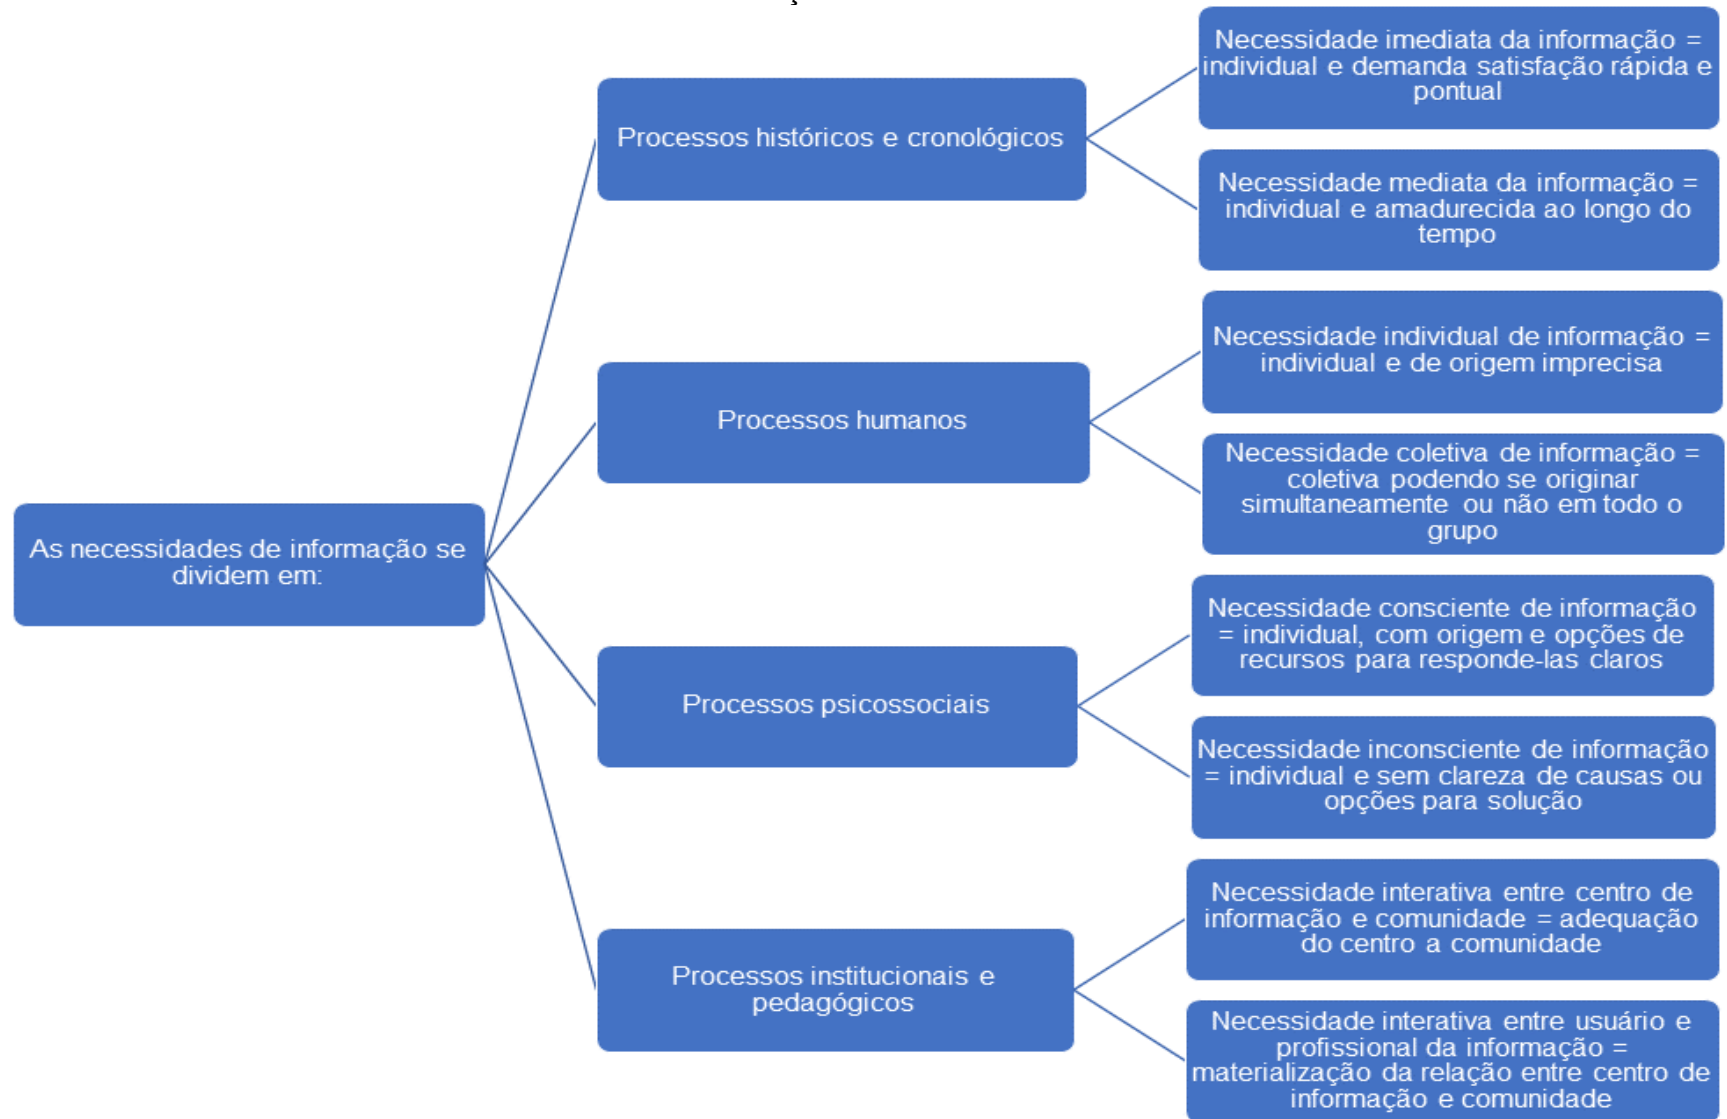 As necessidades de informação se
dividem em:
Processos históricos e cronológicos
Necessidade imediata da informação =
individual e demanda satisfação rápida e
pontual
Necessidade mediata da informação =
individual e amadurecida ao longo do
tempo
Processos humanos
Necessidade individual de informação =
individual e de origem imprecisa
Necessidade coletiva de informação =
coletiva podendo se originar
simultaneamente ou não em todo o
grupo
Processos psicossociais
Necessidade consciente de informação
= individual, com origem e opções de
recursos para responde-las claros
Necessidade inconsciente de informação
= individual e sem clareza de causas ou
opções para solução
Processos institucionais e
pedagógicos
Necessidade interativa entre centro de
informação e comunidade = adequação
do centro a comunidade
Necessidade interativa entre usuário e
profissional da informação =
materialização da relação entre centro de
informação e comunidade